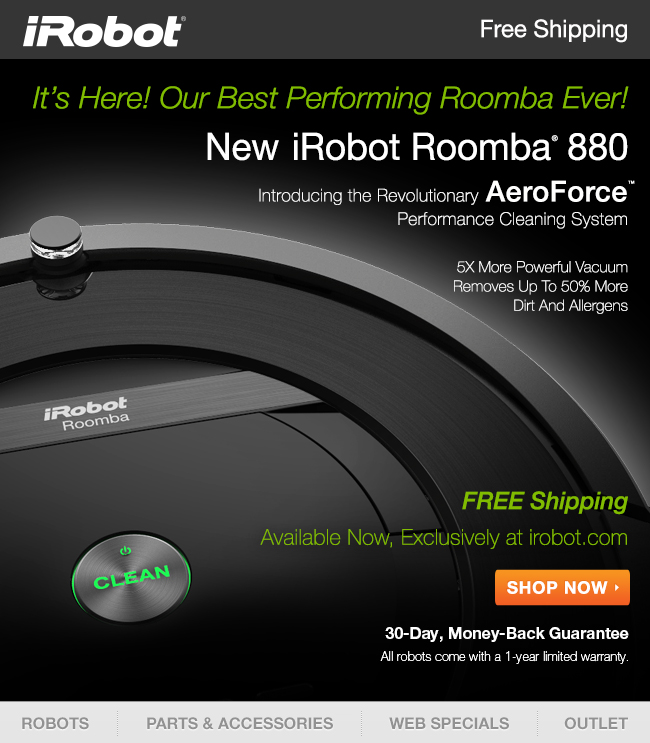 iRobot®
Free Shipping
It's Here! Our Best Performing Roomba Ever!
New iRobot Roomba® 880
Introducing the Revolutionary AeroForce™
Performance Cleaning System
5X More Powerful Vacuum
Removes Up To 50% More
Dirt And Allergens
iRobot
Roomba
FREE Shipping
Available Now, Exclusively at irobot.com
CLEAN
SHOP NOW
30-Day, Money-Back Guarantee
All robots come with a 1-year limited warranty.
ROBOTS
PARTS & ACCESSORIES
WEB SPECIALS
OUTLET